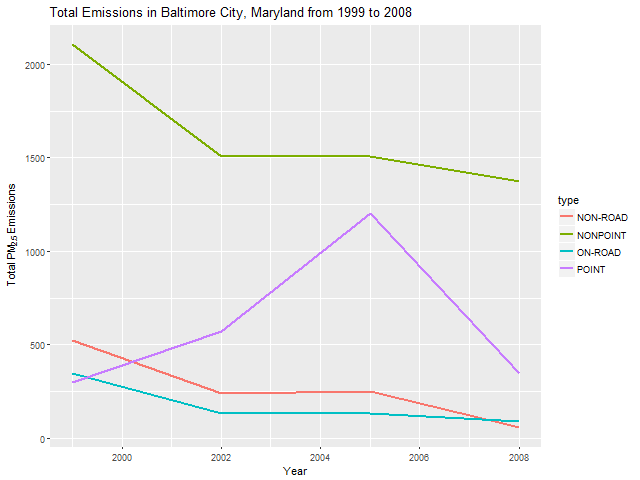 Total Emissions in Baltimore City, Maryland from 1999 to 2008
Total PM2.5 Emissions
2000
1500
1000
500
0
2000 2002 2004 2006 2008
Year
type
NON-ROAD
NONPOINT
ON-ROAD
POINT